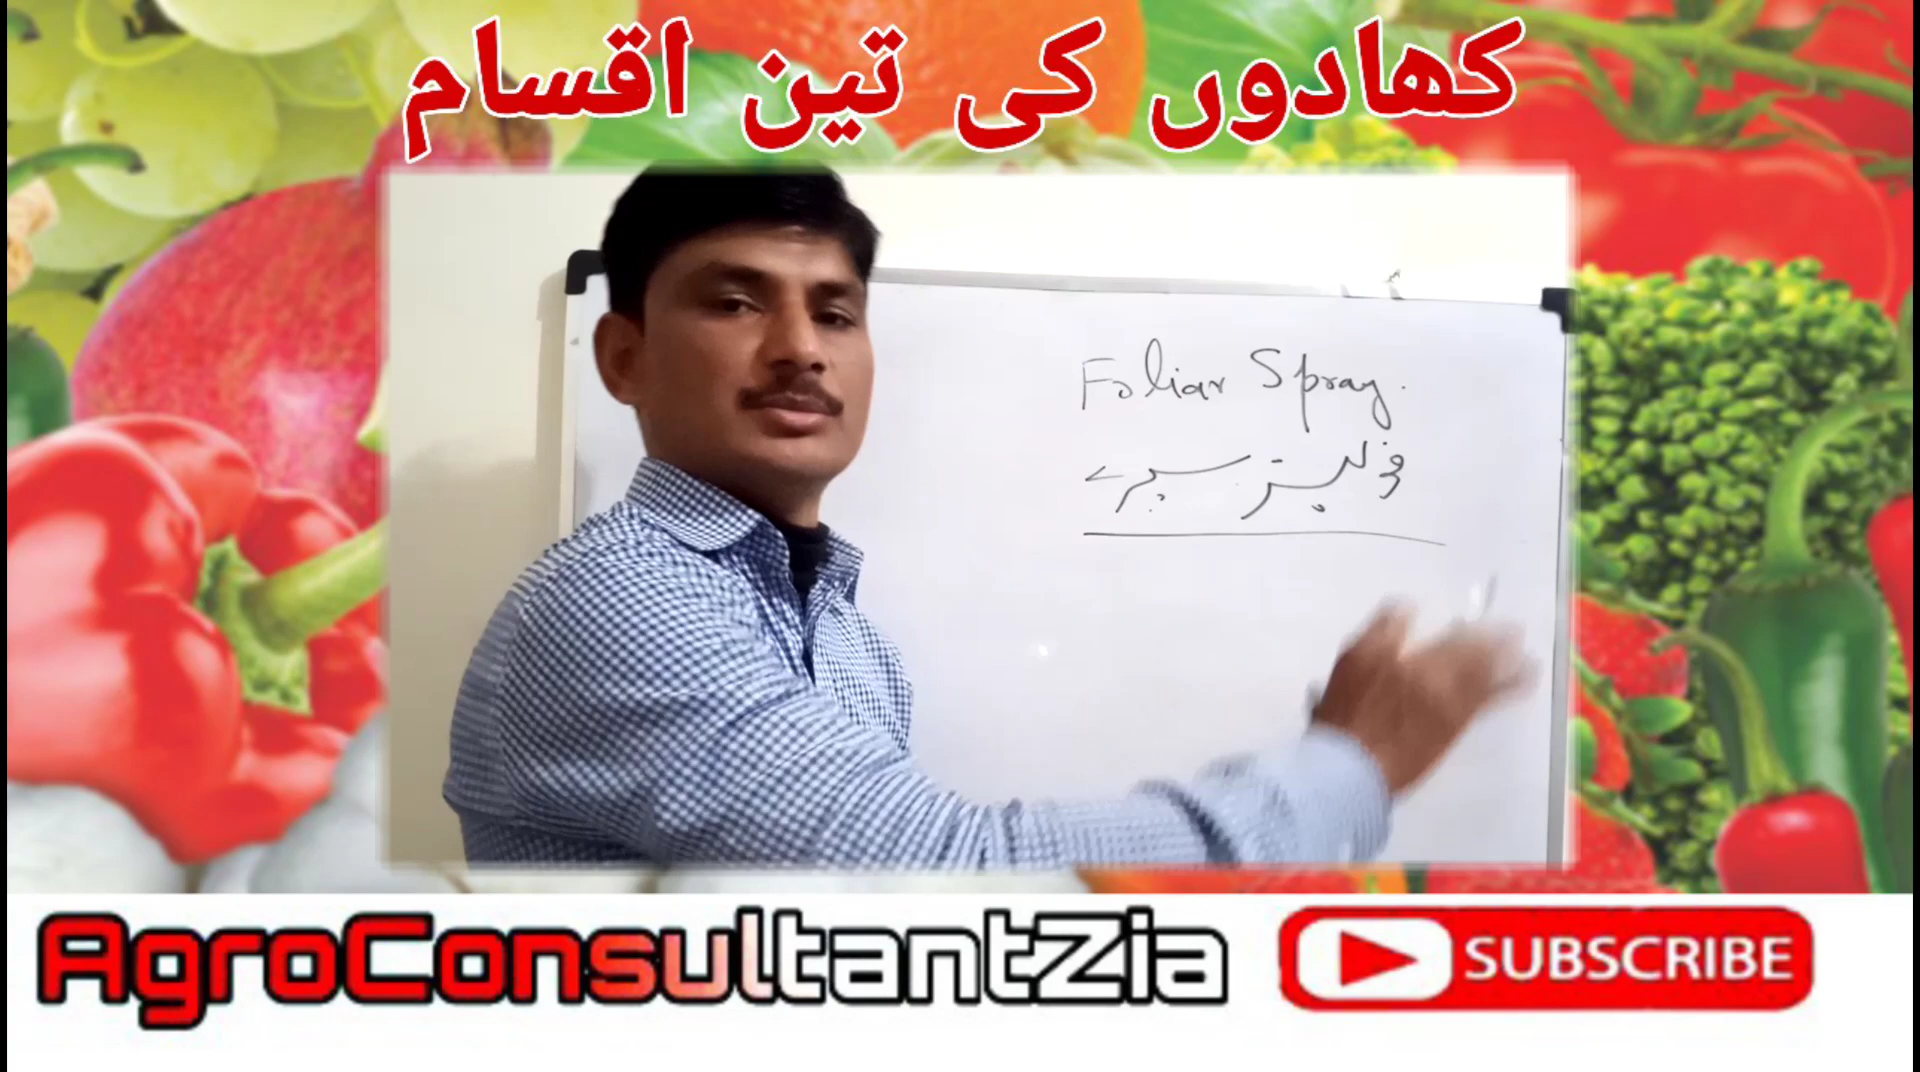 کھادوں کی تین اقسام
Foliar Spray.
فولیئر سپرے
AgroConsultantZia
SUBSCRIBE